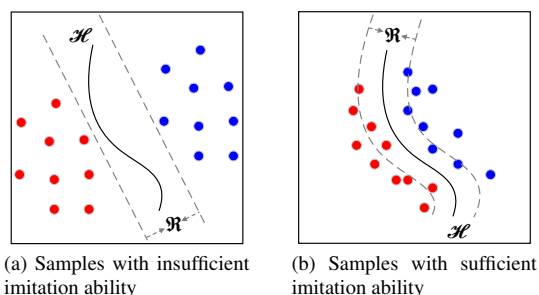 ℋ
ℜ
(a) Samples with insufficient
imitation ability
ℜ
ℋ
(b) Samples with sufficient
imitation ability